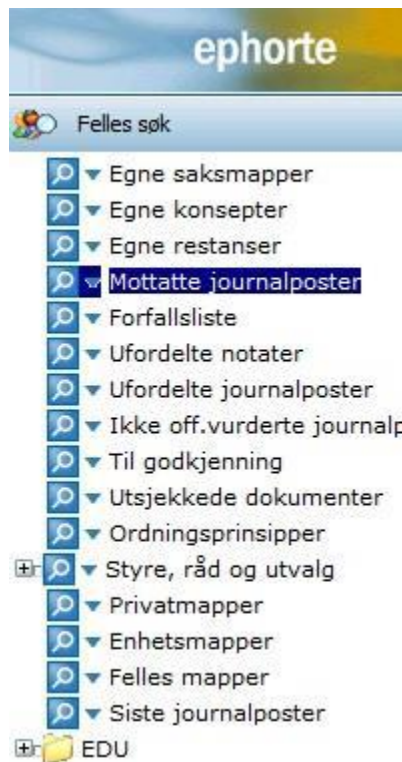 ephorte
Felles søk
Egne saksmapper
Egne konsepter
Egne restanser
Mottatte journalposter
Forfallsliste
Ufordelte notater
Ufordelte journalposter
Ikke off.vurderte journalp
Til godkjenning
Utsjekkede dokumenter
Ordningsprinsipper
Styre, råd og utvalg
Privatmapper
Enhetsmapper
Felles mapper
Siste journalposter
EDU